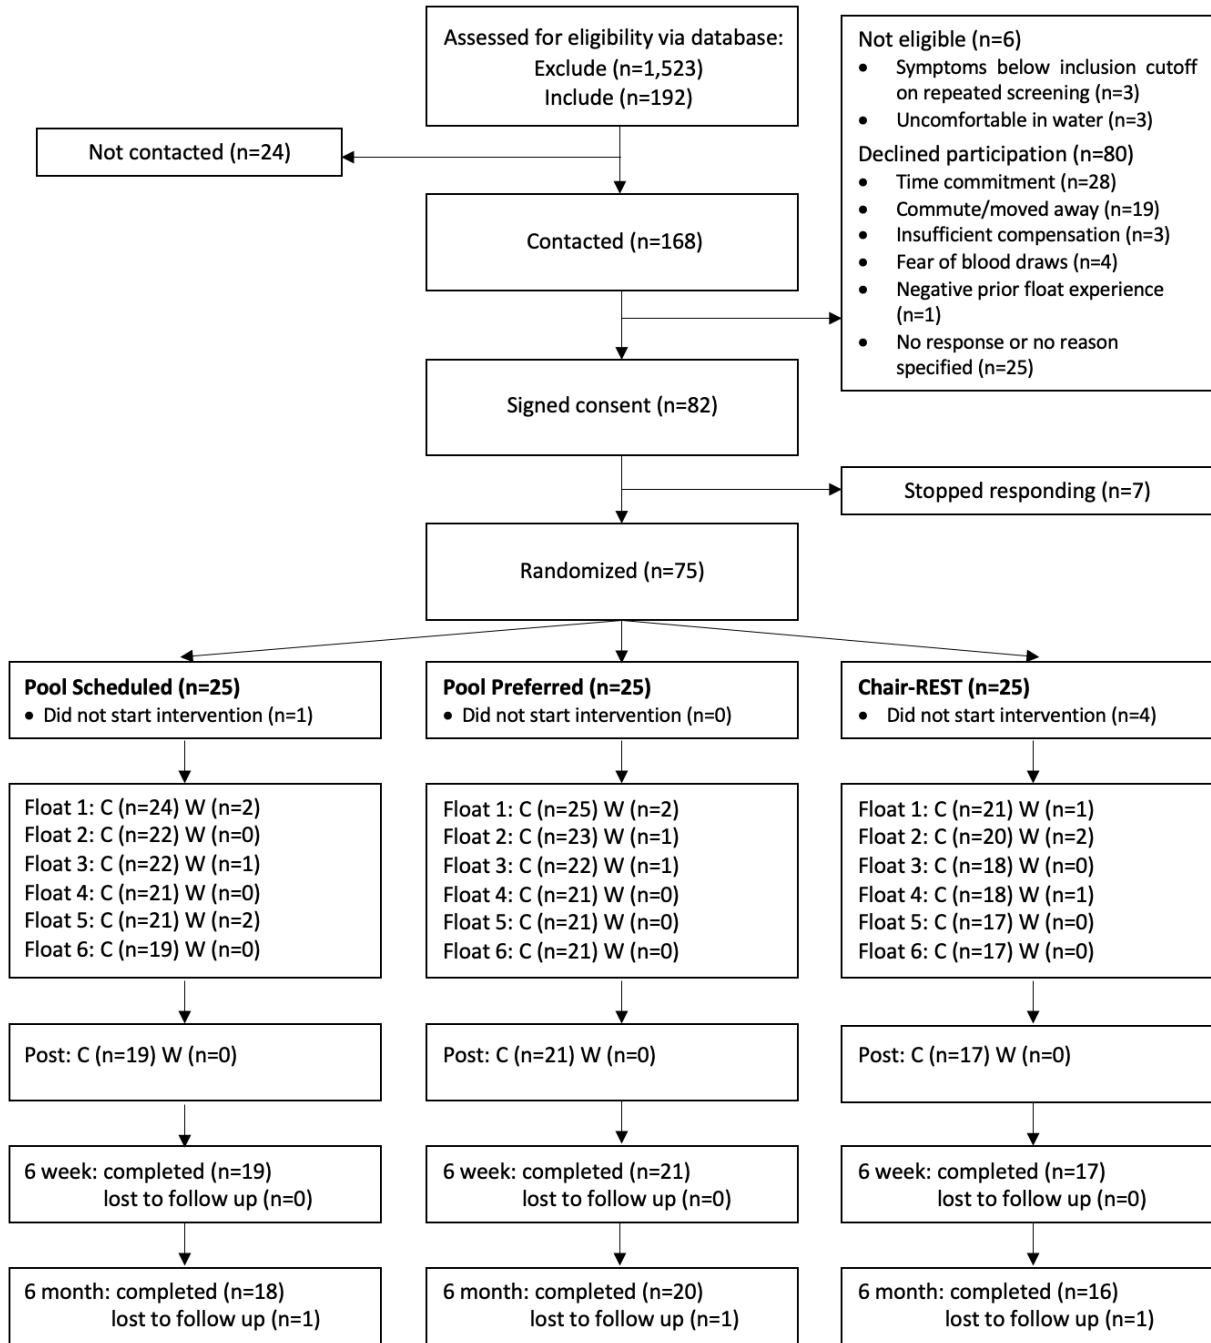 Assessed for eligibility via database:
Exclude (n=1,523)
Include (n=192)
Not contacted (n=24)
Contacted (n=168)
Not eligible (n=6)
• Symptoms below inclusion cutoff
on repeated screening (n=3)
• Uncomfortable in water (n=3)
Declined participation (n=80)
• Time commitment (n=28)
• Commute/moved away (n=19)
• Insufficient compensation (n=3)
• Fear of blood draws (n=4)
• Negative prior float experience
(n=1)
• No response or no reason
specified (n=25)
Signed consent (n=82)
Stopped responding (n=7)
Randomized (n=75)
Pool Scheduled (n=25)
• Did not start intervention (n=1)
Float 1: C (n=24) W (n=2)
Float 2: C (n=22) W (n=0)
Float 3: C (n=22) W (n=1)
Float 4: C (n=21) W (n=0)
Float 5: C (n=21) W (n=2)
Float 6: C (n=19) W (n=0)
Post: C (n=19) W (n=0)
6 week: completed (n=19)
lost to follow up (n=0)
6 month: completed (n=18)
lost to follow up (n=1)
Pool Preferred (n=25)
• Did not start intervention (n=0)
Float 1: C (n=25) W (n=2)
Float 2: C (n=23) W (n=1)
Float 3: C (n=22) W (n=1)
Float 4: C (n=21) W (n=0)
Float 5: C (n=21) W (n=0)
Float 6: C (n=21) W (n=0)
Post: C (n=21) W (n=0)
6 week: completed (n=21)
lost to follow up (n=0)
6 month: completed (n=20)
lost to follow up (n=1)
Chair-REST (n=25)
• Did not start intervention (n=4)
Float 1: C (n=21) W (n=1)
Float 2: C (n=20) W (n=2)
Float 3: C (n=18) W (n=0)
Float 4: C (n=18) W (n=1)
Float 5: C (n=17) W (n=0)
Float 6: C (n=17) W (n=0)
Post: C (n=17) W (n=0)
6 week: completed (n=17)
lost to follow up (n=0)
6 month: completed (n=16)
lost to follow up (n=1)